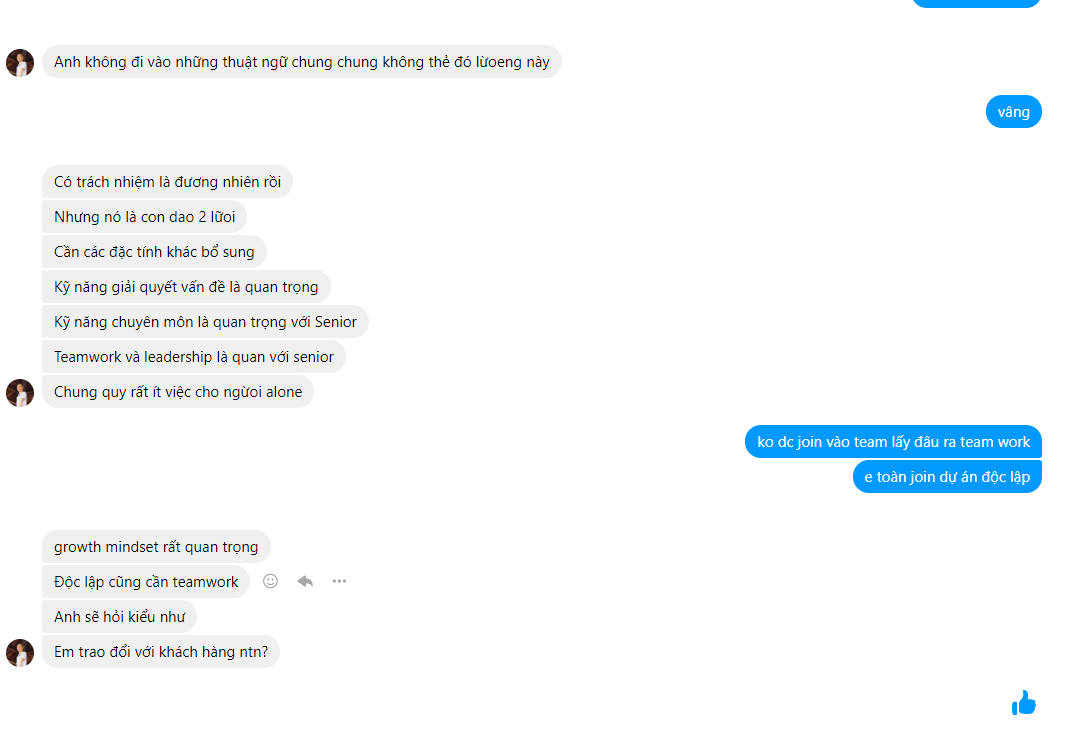 Anh không đi vào những thuật ngữ chung chung không thẻ đó lừoeng này
vâng
Có trách nhiệm là đương nhiên rồi
Nhưng nó là con dao 2 lữoi
Cần các đặc tính khác bổ sung
Kỹ năng giải quyết vấn đề là quan trọng
Kỹ năng chuyên môn là quan trọng với Senior
Teamwork và leadership là quan với senior
Chung quy rất ít việc cho ngừoi alone
ko dc join vào team lấy đâu ra team work
e toàn join dự án độc lập
growth mindset rất quan trọng
Độc lập cũng cần teamwork
Anh sẽ hỏi kiểu như
Em trao đổi với khách hàng ntn?